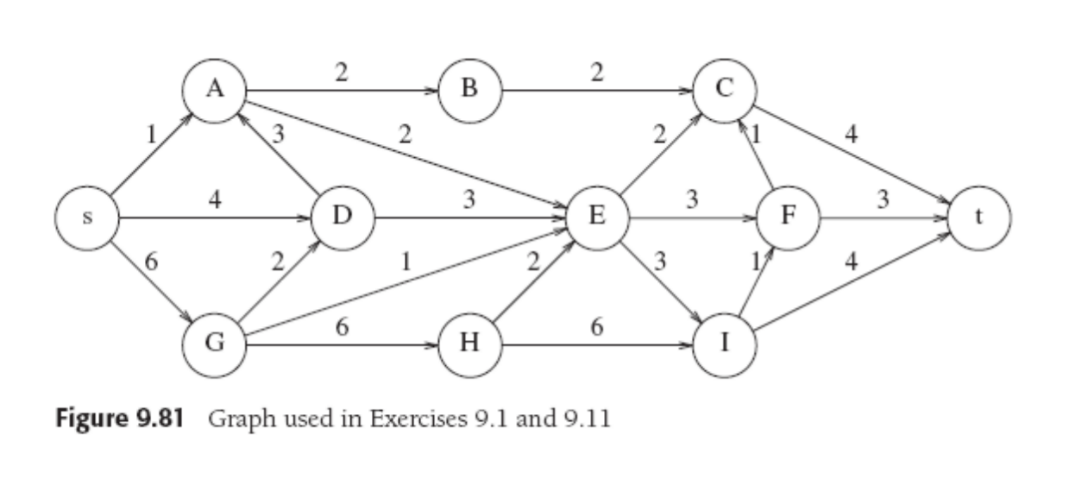 2 2
A B C
1 3 2 2 1 4
4 3 3 3
s D E F t
6 2 1 2 3 1 4
6 6
G H I
Figure 9.81 Graph used in Exercises 9.1 and 9.11